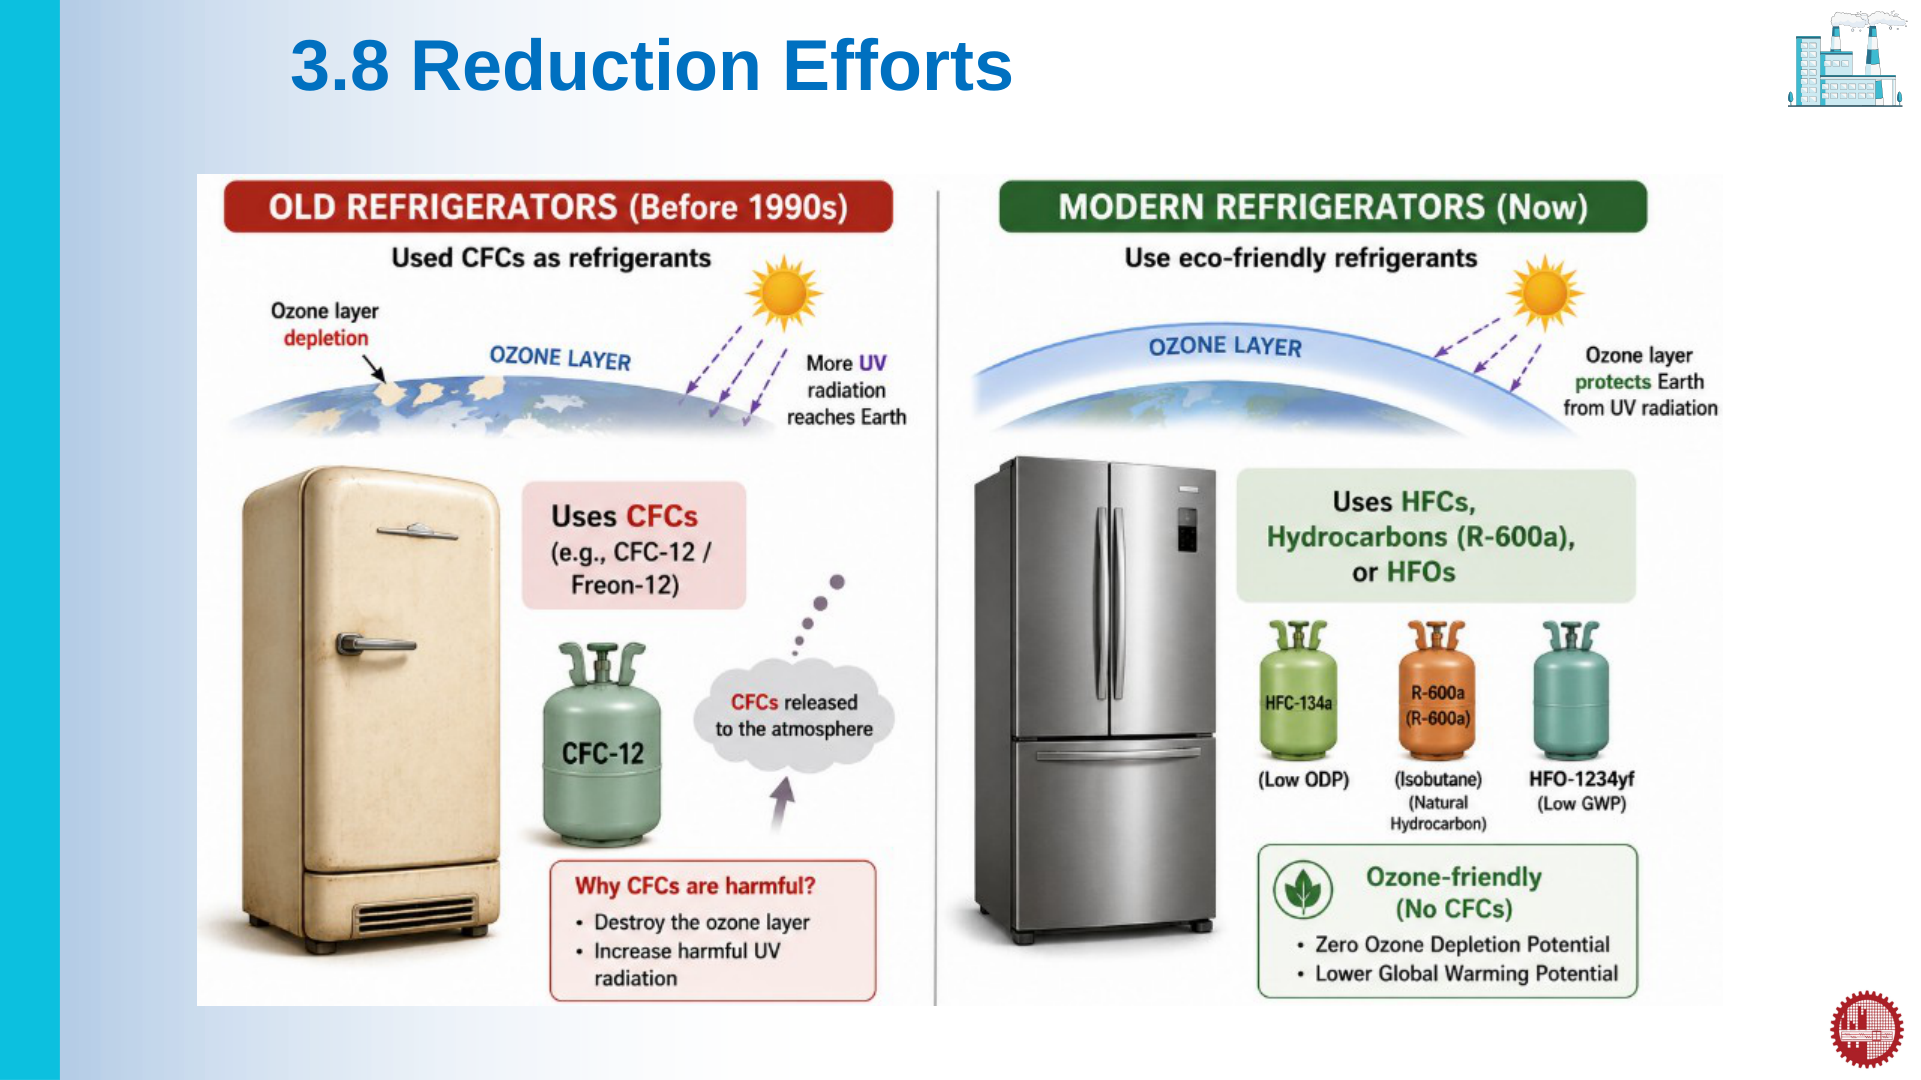 3.8 Reduction Efforts
OLD REFRIGERATORS (Before 1990s)
Used CFCs as refrigerants
Ozone layer
depletion
OZONE LAYER
More UV
radiation
reaches Earth
Uses CFCs
(e.g., CFC-12 /
Freon-12)
CFC-12
CFCs released
to the atmosphere
Why CFCs are harmful?
• Destroy the ozone layer
• Increase harmful UV
radiation
MODERN REFRIGERATORS (Now)
Use eco-friendly refrigerants
OZONE LAYER
Ozone layer
protects Earth
from UV radiation
Uses HFCs,
Hydrocarbons (R-600a),
or HFOs
HFC-134a
(Low ODP)
R-600a
(R-600a)
(Isobutane)
(Natural
Hydrocarbon)
HFO-1234yf
(Low GWP)
Ozone-friendly
(No CFCs)
• Zero Ozone Depletion Potential
• Lower Global Warming Potential